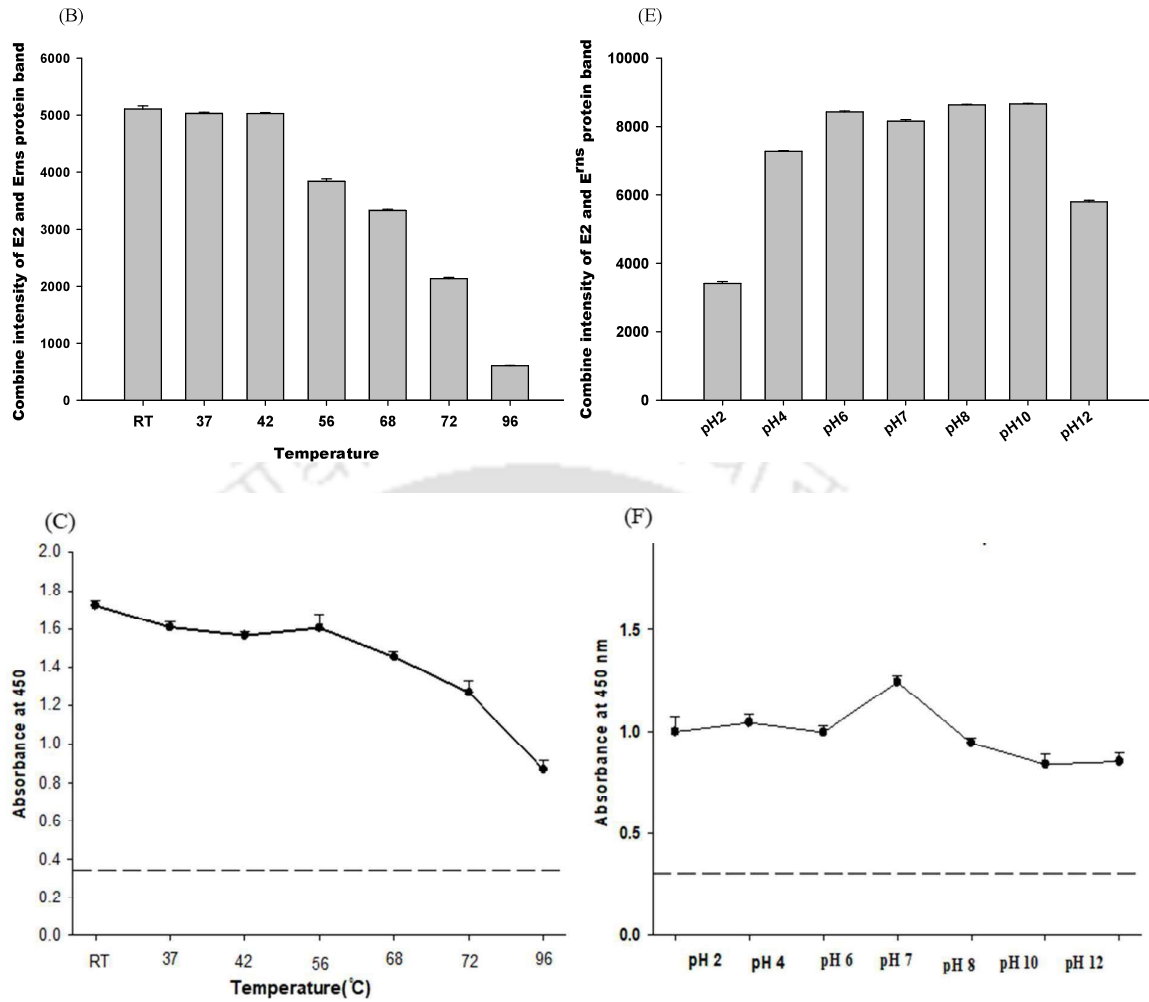 (B)
Combine intensity of E2 and Erns protein band
6000
5000
4000
3000
2000
1000
0
RT 37 42 56 68 72 96
Temperature
(E)
Combine intensity of E2 and Erns protein band
10000
8000
6000
4000
2000
0
pH2 pH4 pH6 pH7 pH8 pH10 pH12
(C)
Absorbance at 450
2.0
1.8
1.6
1.4
1.2
1.0
0.8
0.6
0.4
0.2
0.0
RT 37 42 56 68 72 96
Temperature(°C)
(F)
Absorbance at 450 nm
1.5
1.0
0.5
0.0
pH 2 pH 4 pH 6 pH 7 pH 8 pH 10 pH 12